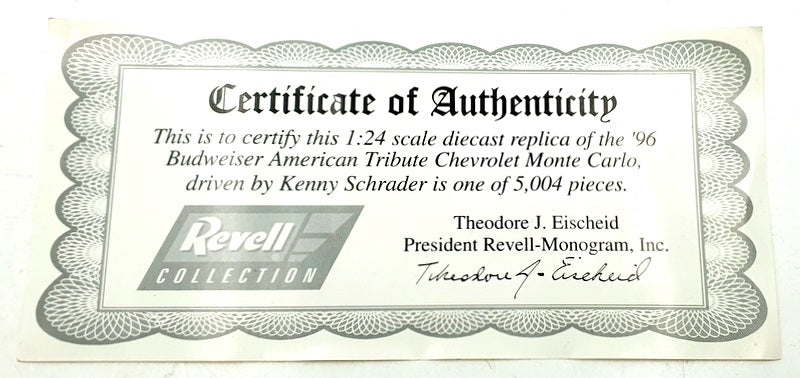 Certificate of Authenticity
This is to certify this 1:24 scale diecast replica of the '96
Budweiser American Tribute Chevrolet Monte Carlo,
driven by Kenny Schrader is one of 5,004 pieces.
Revell
COLLECTION
Theodore J. Eischeid
President Revell-Monogram, Inc.
Theodore J. Eischeid